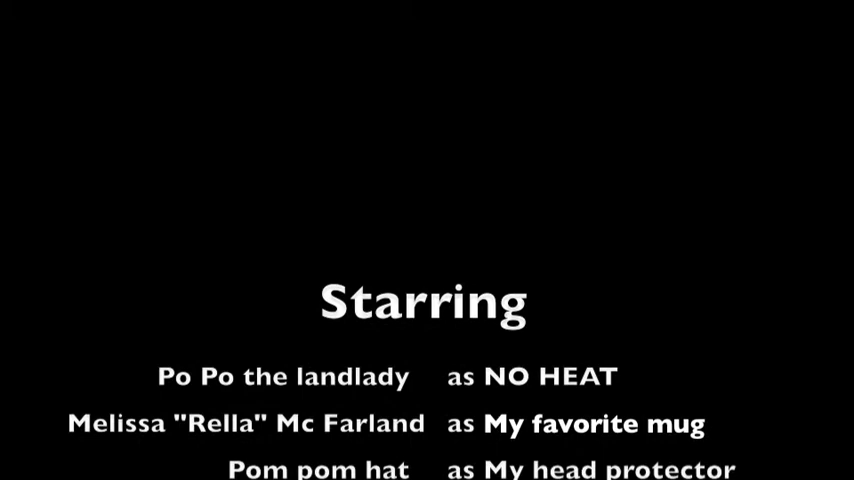 Starring
Po Po the landlady as NO HEAT
Melissa "Rella" Mc Farland as My favorite mug
Pom pom hat as My head protector